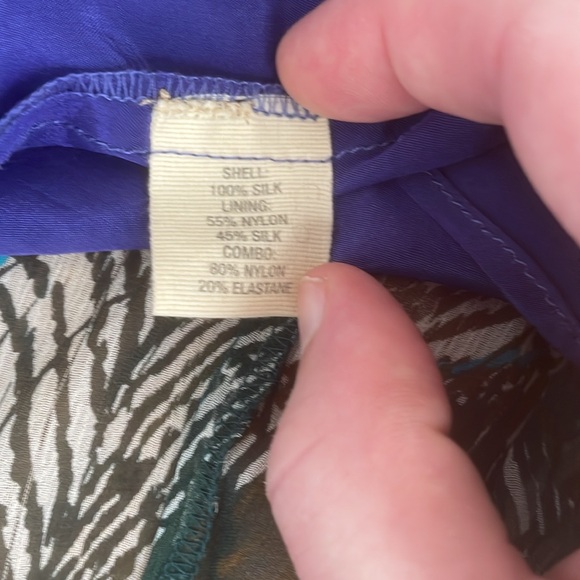 SHELL:
100% SILK
LINING:
55% NYLON
45% SILK
COMBO:
80% NYLON
20% ELASTANE